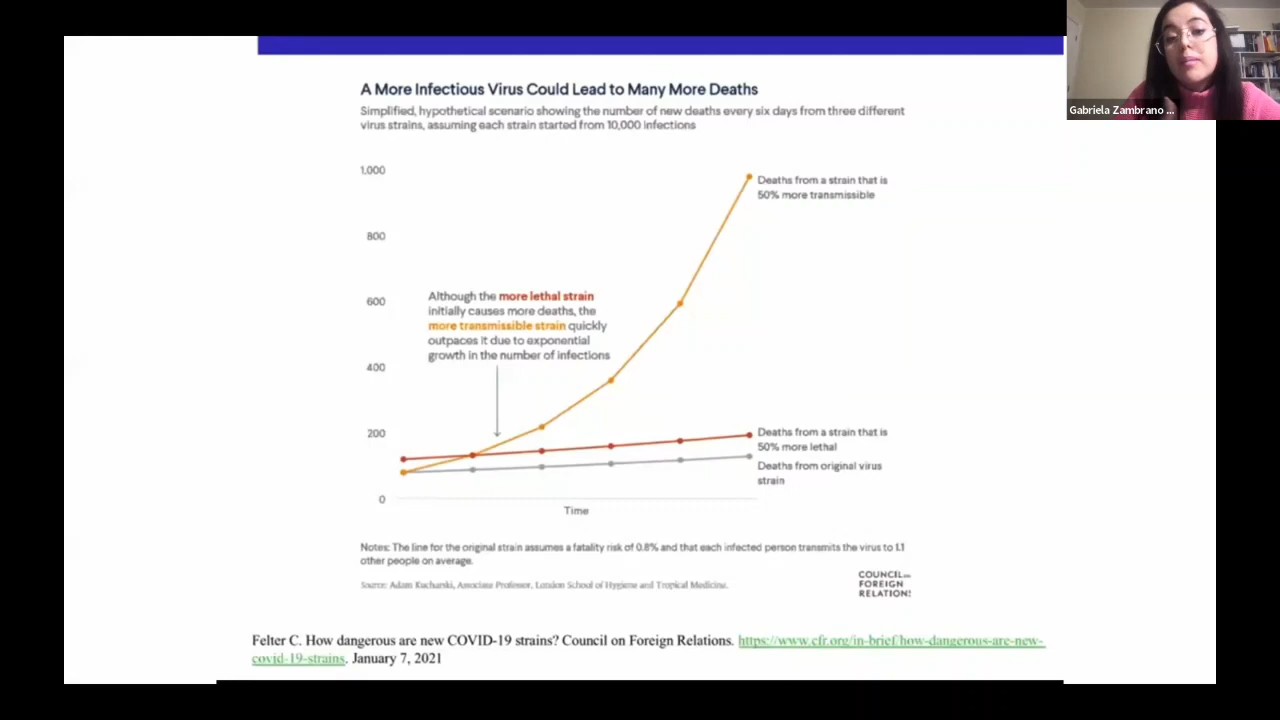 A More Infectious Virus Could Lead to Many More Deaths
Simplified, hypothetical scenario showing the number of new deaths every six days from three different
virus strains, assuming each strain started from 10,000 infections
1,000
800
600
400
200
0
Deaths from a strain that is
50% more transmissible
Although the more lethal strain
initially causes more deaths, the
more transmissible strain quickly
outpaces it due to exponential
growth in the number of infections
Deaths from a strain that is
50% more lethal
Deaths from original virus
strain
Time
Notes: The line for the original strain assumes a fatality risk of 0.8% and that each infected person transmits the virus to 1.1
other people on average.
Source: Adam Kucharski, Associate Professor, London School of Hygiene and Tropical Medicine.
COUNCIL on
FOREIGN
RELATIONS
Felter C. How dangerous are new COVID-19 strains? Council on Foreign Relations. https://www.cfr.org/in-brief/how-dangerous-are-new-
covid-19-strains. January 7, 2021
Gabriela Zambrano ...